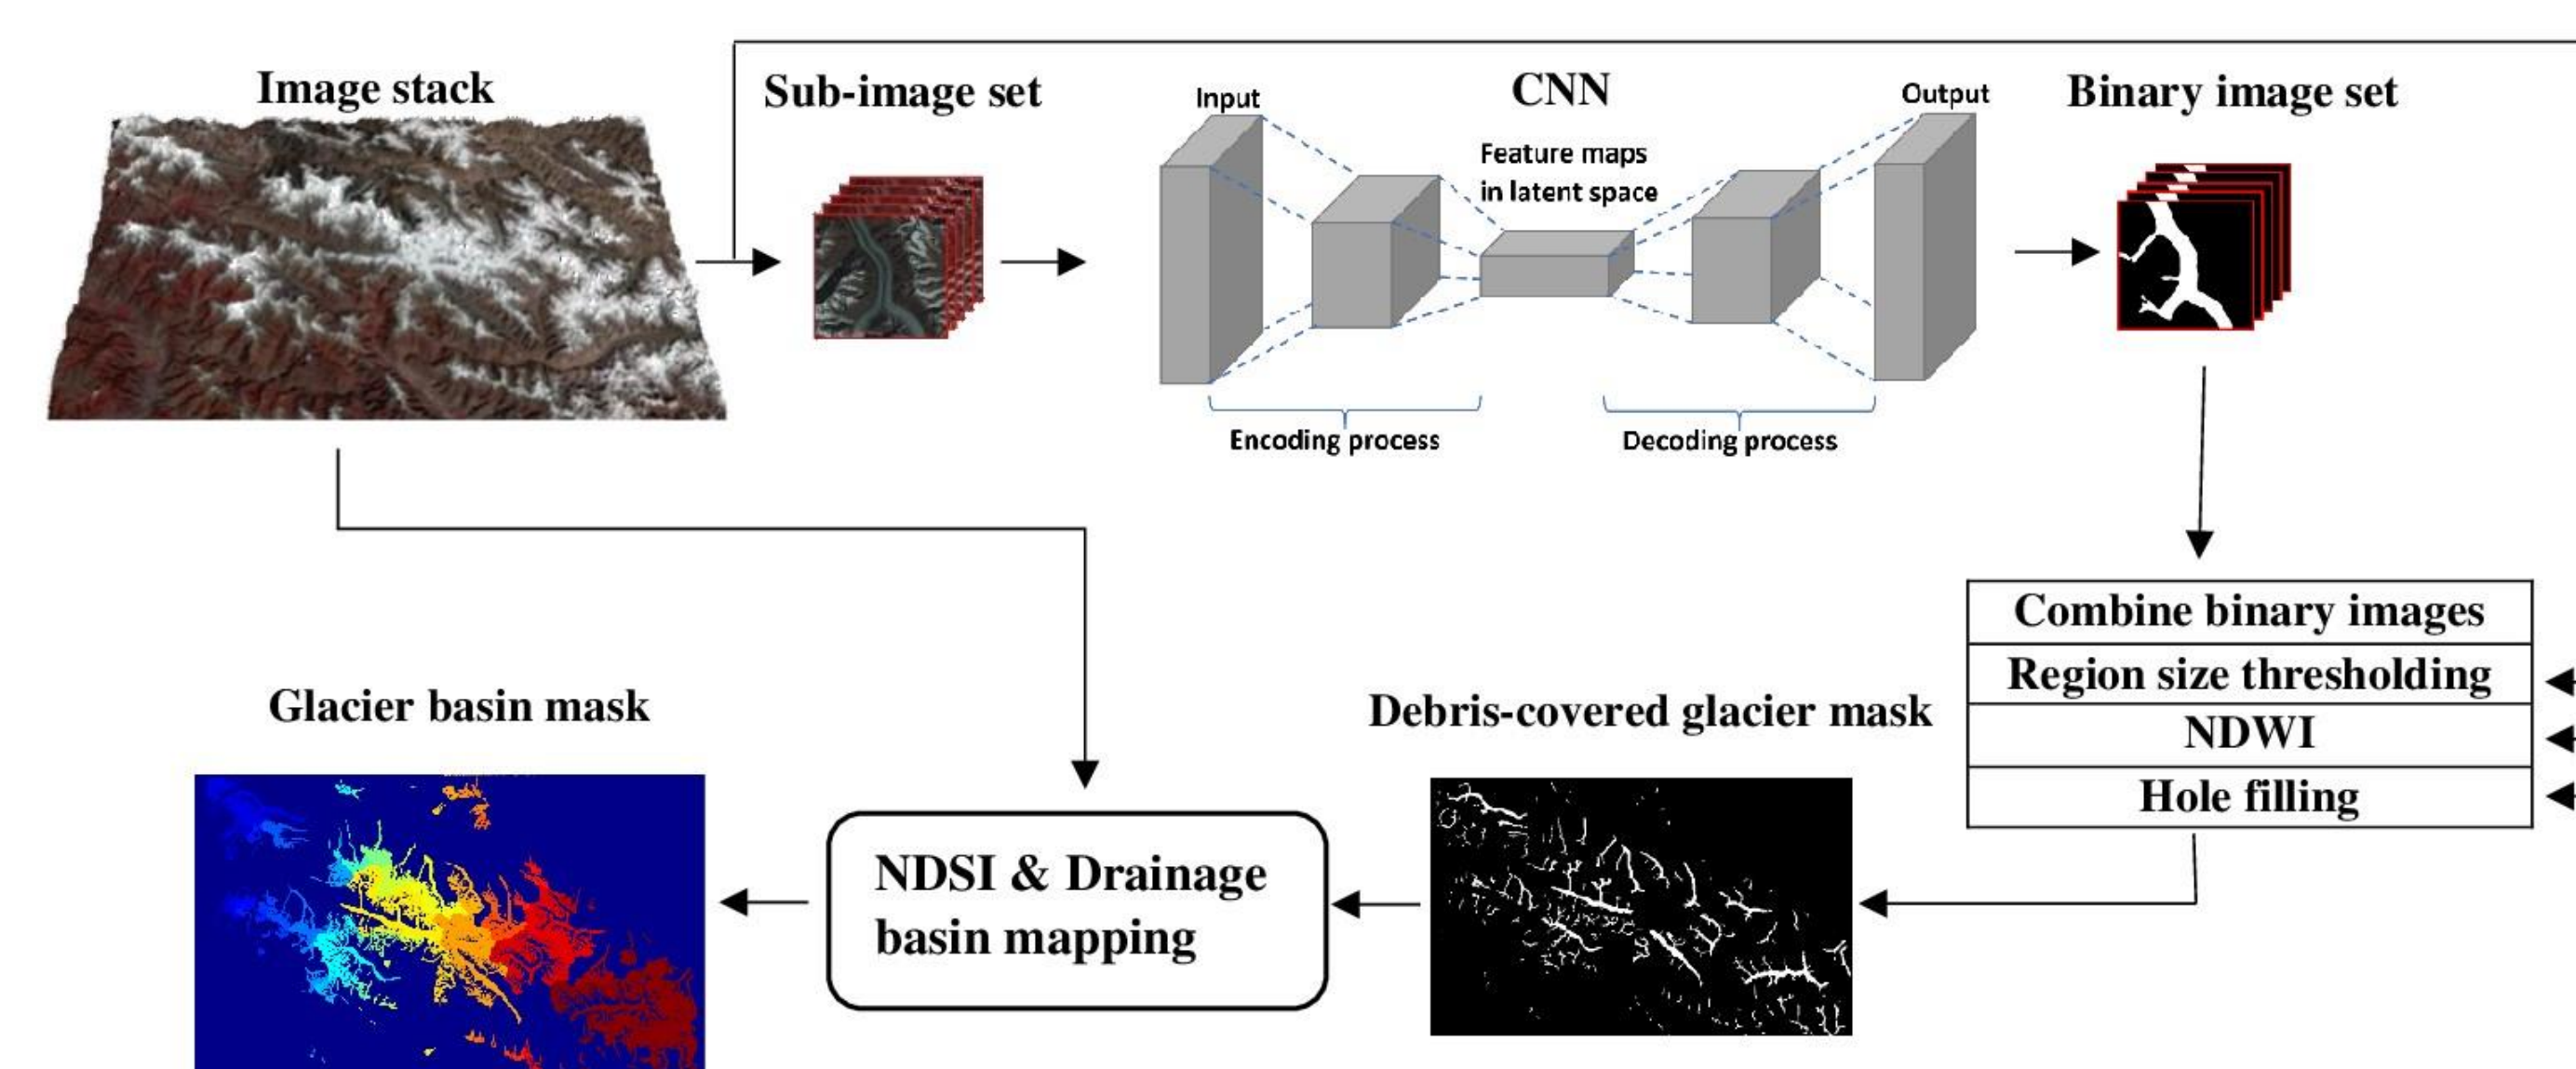 Image stack
Sub-image set
Input
CNN
Output
Binary image set
Feature maps
in latent space
Encoding process
Decoding process
Combine binary images
Region size thresholding
NDWI
Hole filling
Glacier basin mask
Debris-covered glacier mask
NDSI & Drainage
basin mapping